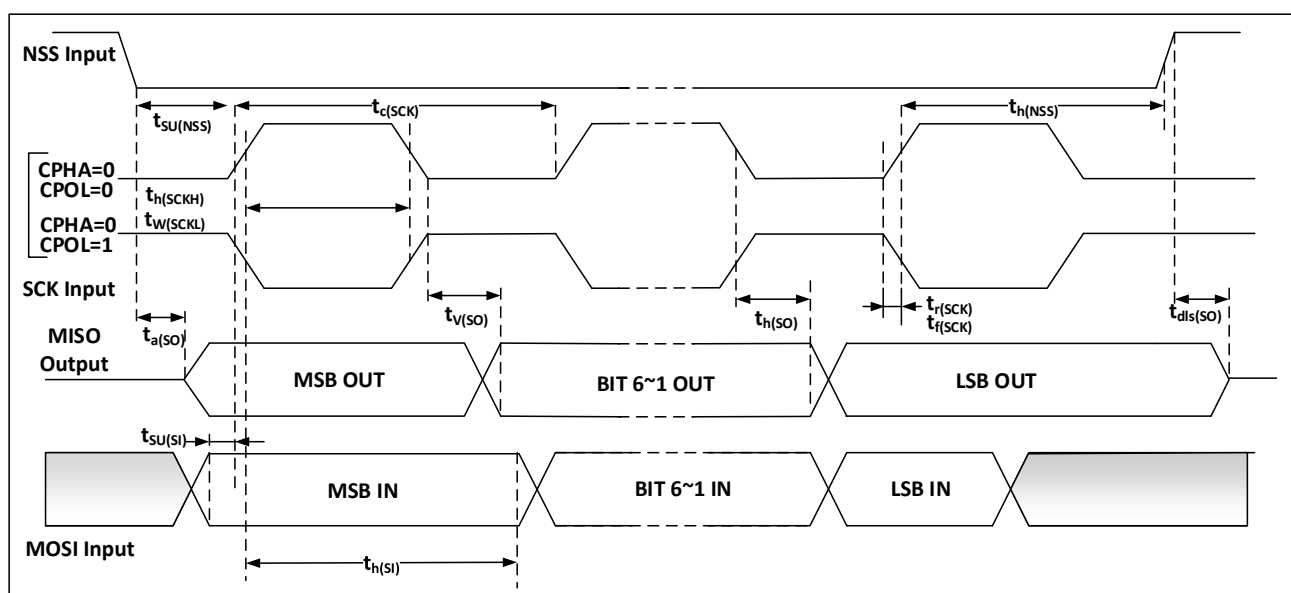 NSS Input
tSU(NSS)
tc(SCK)
th(NSS)
CPHA=0
CPOL=0
th(SCKH)
tW(SCKL)
CPHA=0
CPOL=1
SCK Input
ta(SO)
tV(SO)
th(SO)
tr(SCK)
tf(SCK)
tdIs(SO)
MISO
Output
MSB OUT
BIT 6~1 OUT
LSB OUT
tSU(SI)
MSB IN
BIT 6~1 IN
LSB IN
MOSI Input
th(SI)